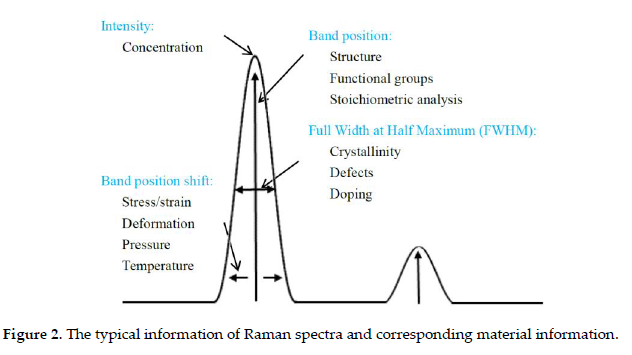 Intensity:
Concentration
Band position:
Structure
Functional groups
Stoichiometric analysis
Full Width at Half Maximum (FWHM):
Crystallinity
Defects
Doping
Band position shift:
Stress/strain
Deformation
Pressure
Temperature
Figure 2. The typical information of Raman spectra and corresponding material information.